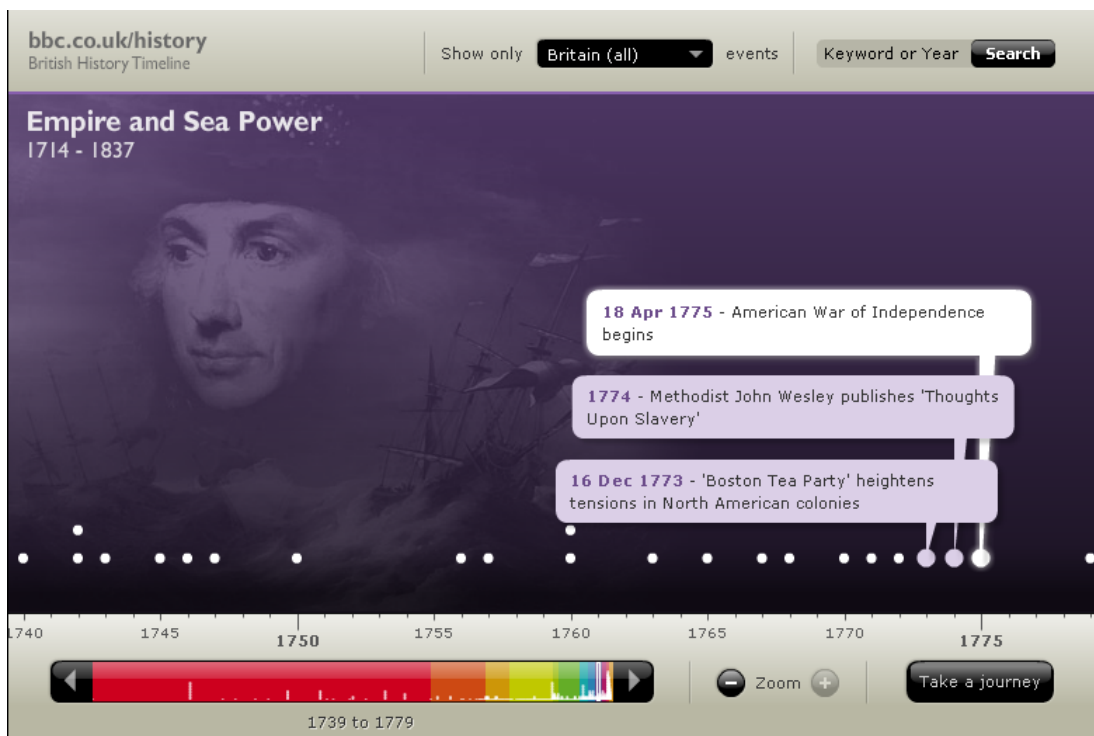 bbc.co.uk/history
British History Timeline
Show only Britain (all) events Keyword or Year Search
Empire and Sea Power
1714 - 1837
18 Apr 1775 - American War of Independence
begins
1774 - Methodist John Wesley publishes 'Thoughts
Upon Slavery'
16 Dec 1773 - 'Boston Tea Party' heightens
tensions in North American colonies
1740 1745 1750 1755 1760 1765 1770 1775
Zoom Take a journey
1739 to 1779